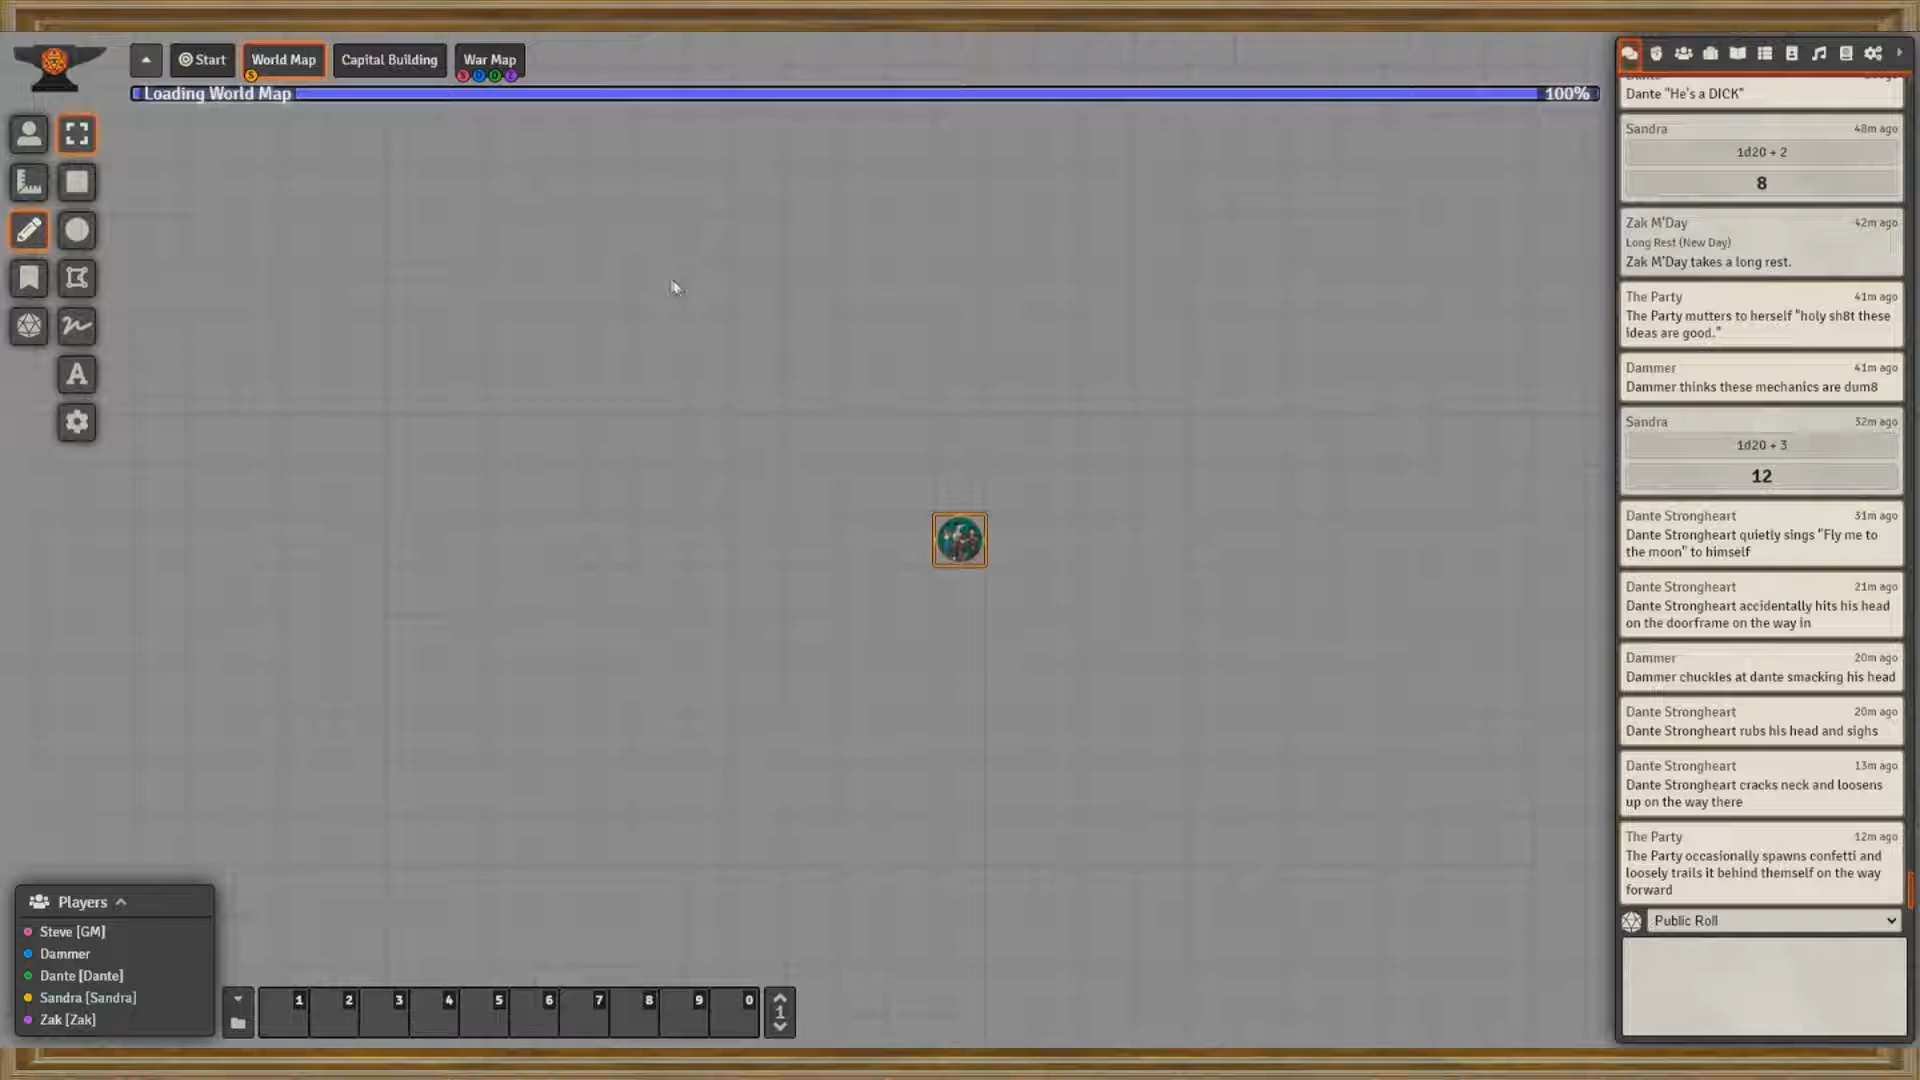 Start
World Map
Capital Building
War Map
S
S
D
D
Z
Loading World Map
100%
A
Dante "He's a DICK"
Sandra
48m ago
1d20 + 2
8
Zak M'Day
42m ago
Long Rest (New Day)
Zak M'Day takes a long rest.
The Party
41m ago
The Party mutters to herself "holy sh8t these
ideas are good."
Dammer
41m ago
Dammer thinks these mechanics are dum8
Sandra
32m ago
1d20 + 3
12
Dante Strongheart
31m ago
Dante Strongheart quietly sings "Fly me to
the moon" to himself
Dante Strongheart
21m ago
Dante Strongheart accidentally hits his head
on the doorframe on the way in
Dammer
20m ago
Dammer chuckles at dante smacking his head
Dante Strongheart
20m ago
Dante Strongheart rubs his head and sighs
Dante Strongheart
13m ago
Dante Strongheart cracks neck and loosens
up on the way there
The Party
12m ago
The Party occasionally spawns confetti and
loosely trails it behind themself on the way
forward
Public Roll
Players
Steve [GM]
Dammer
Dante [Dante]
Sandra [Sandra]
Zak [Zak]
1 2 3 4 5 6 7 8 9 0
1